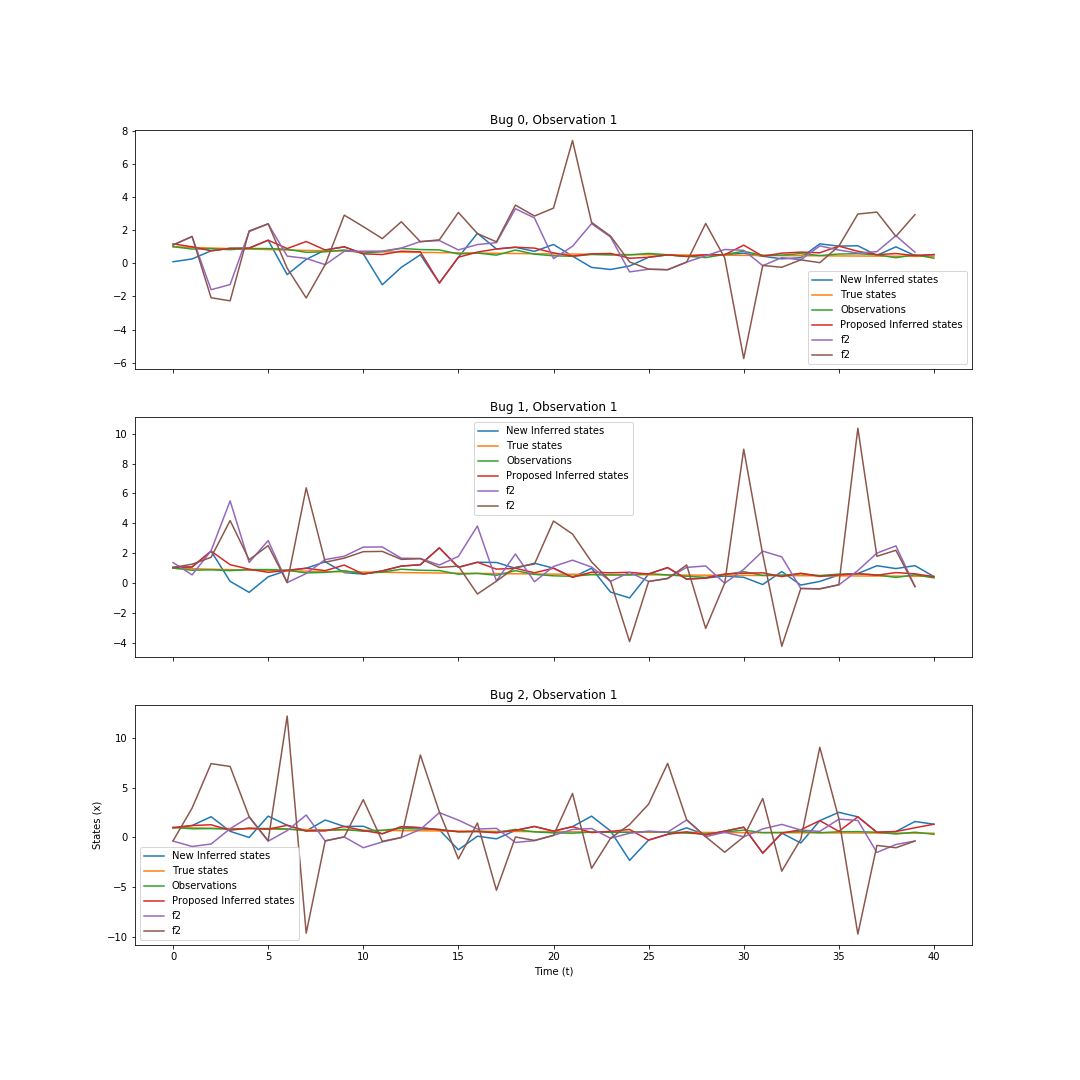 Bug 0, Observation 1
8
6
4
2
0
−2
−4
−6
New Inferred states
True states
Observations
Proposed Inferred states
f2
f2
Bug 1, Observation 1
10
8
6
4
2
0
−2
−4
New Inferred states
True states
Observations
Proposed Inferred states
f2
f2
Bug 2, Observation 1
States (x)
10
5
0
−5
−10
New Inferred states
True states
Observations
Proposed Inferred states
f2
f2
0 5 10 15 20 25 30 35 40
Time (t)